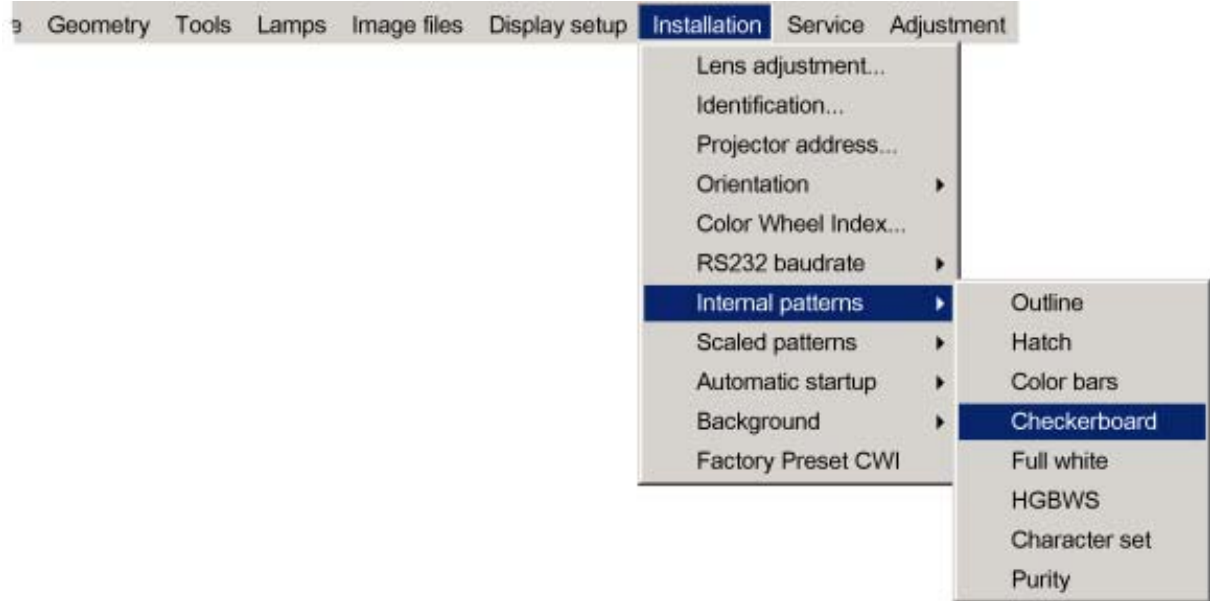 Geometry Tools Lamps Image files Display setup Installation Service Adjustment
Lens adjustment...
Identification...
Projector address...
Orientation
Color Wheel Index...
RS232 baudrate
Internal patterns
Scaled patterns
Automatic startup
Background
Factory Preset CWI
Outline
Hatch
Color bars
Checkerboard
Full white
HGBWS
Character set
Purity